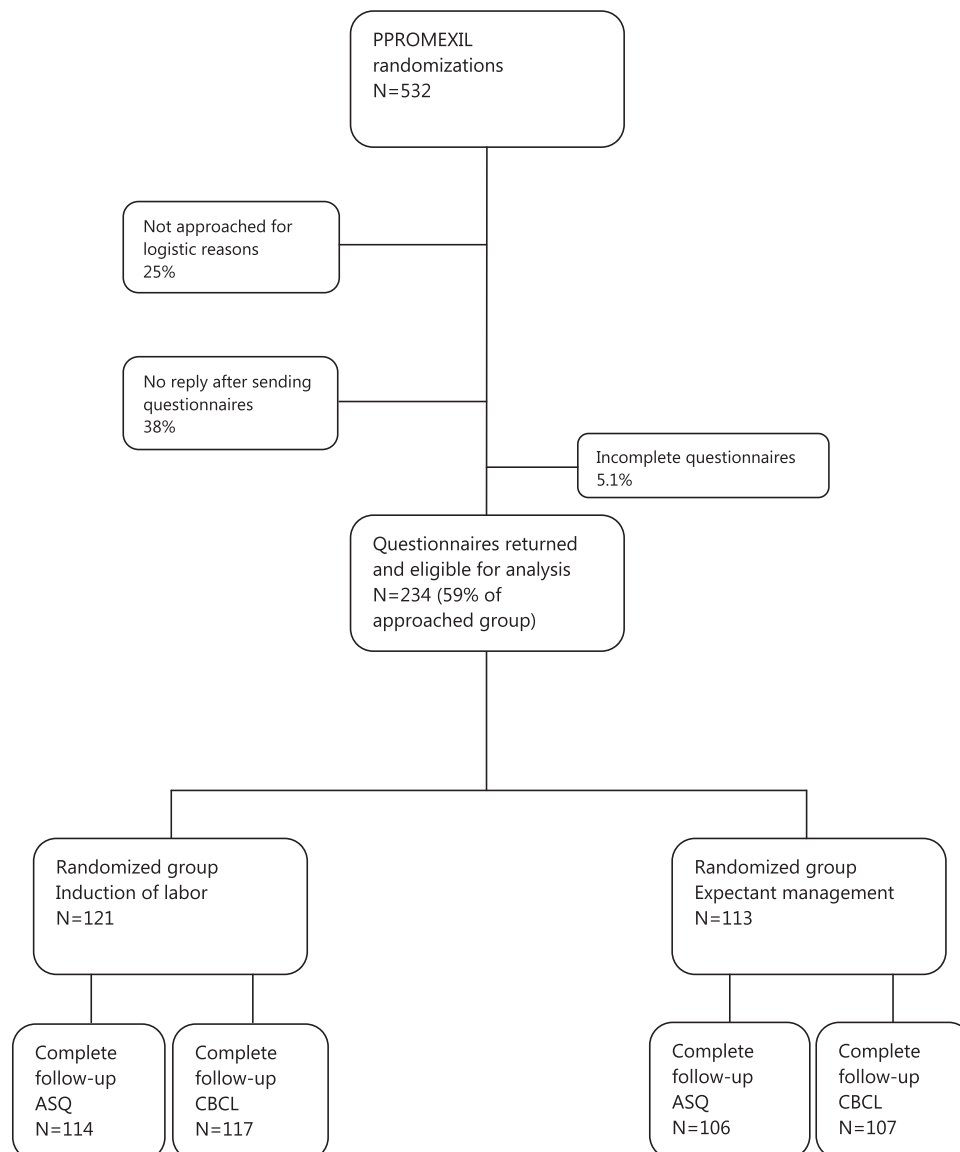 PPROMEXIL
randomizations
N=532
Not approached for
logistic reasons
25%
No reply after sending
questionnaires
38%
Incomplete questionnaires
5.1%
Questionnaires returned
and eligible for analysis
N=234 (59% of
approached group)
Randomized group
Induction of labor
N=121
Randomized group
Expectant management
N=113
Complete
follow-up
ASQ
N=114
Complete
follow-up
CBCL
N=117
Complete
follow-up
ASQ
N=106
Complete
follow-up
CBCL
N=107